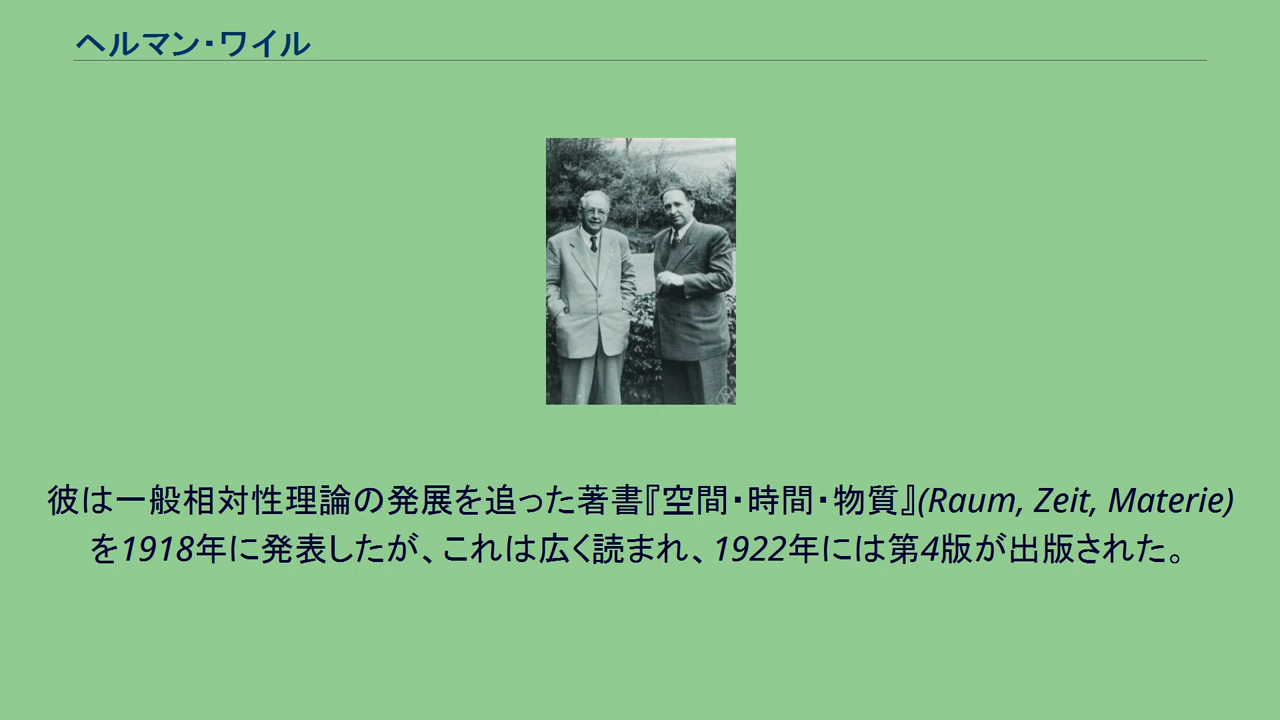 ヘルマン・ワイル
彼は一般相対性理論の発展を追った著書『空間・時間・物質』(Raum, Zeit, Materie)
を1918年に発表したが、これは広く読まれ、1922年には第4版が出版された。